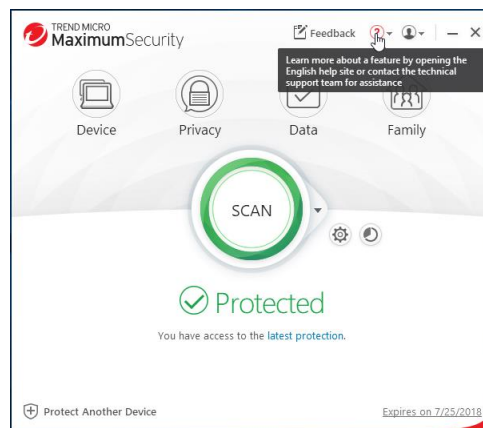 TREND MICRO
MaximumSecurity
Feedback
?
Learn more about a feature by opening the
English help site or contact the technical
support team for assistance
Device
Privacy
Data
Family
SCAN
Protected
You have access to the latest protection.
Protect Another Device
Expires on 7/25/2018